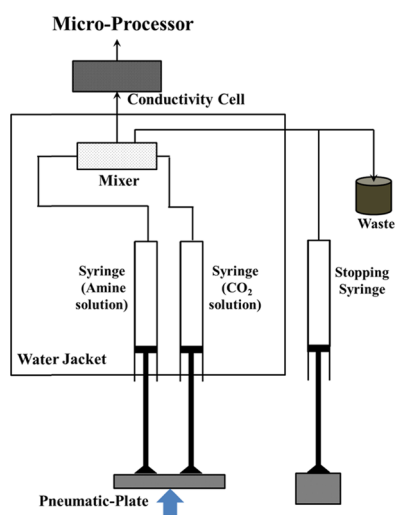 Micro-Processor
Conductivity Cell
Mixer
Waste
Syringe
(Amine
solution)
Syringe
(CO₂
solution)
Stopping
Syringe
Water Jacket
Pneumatic-Plate